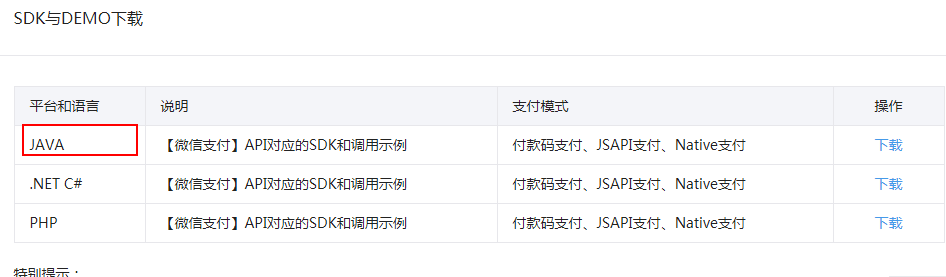 SDK与DEMO下载
平台和语言 说明 支付模式 操作
JAVA 【微信支付】API对应的SDK和调用示例 付款码支付、JSAPI支付、Native支付 下载
.NET C# 【微信支付】API对应的SDK和调用示例 付款码支付、JSAPI支付、Native支付 下载
PHP 【微信支付】API对应的SDK和调用示例 付款码支付、JSAPI支付、Native支付 下载
特别提示：